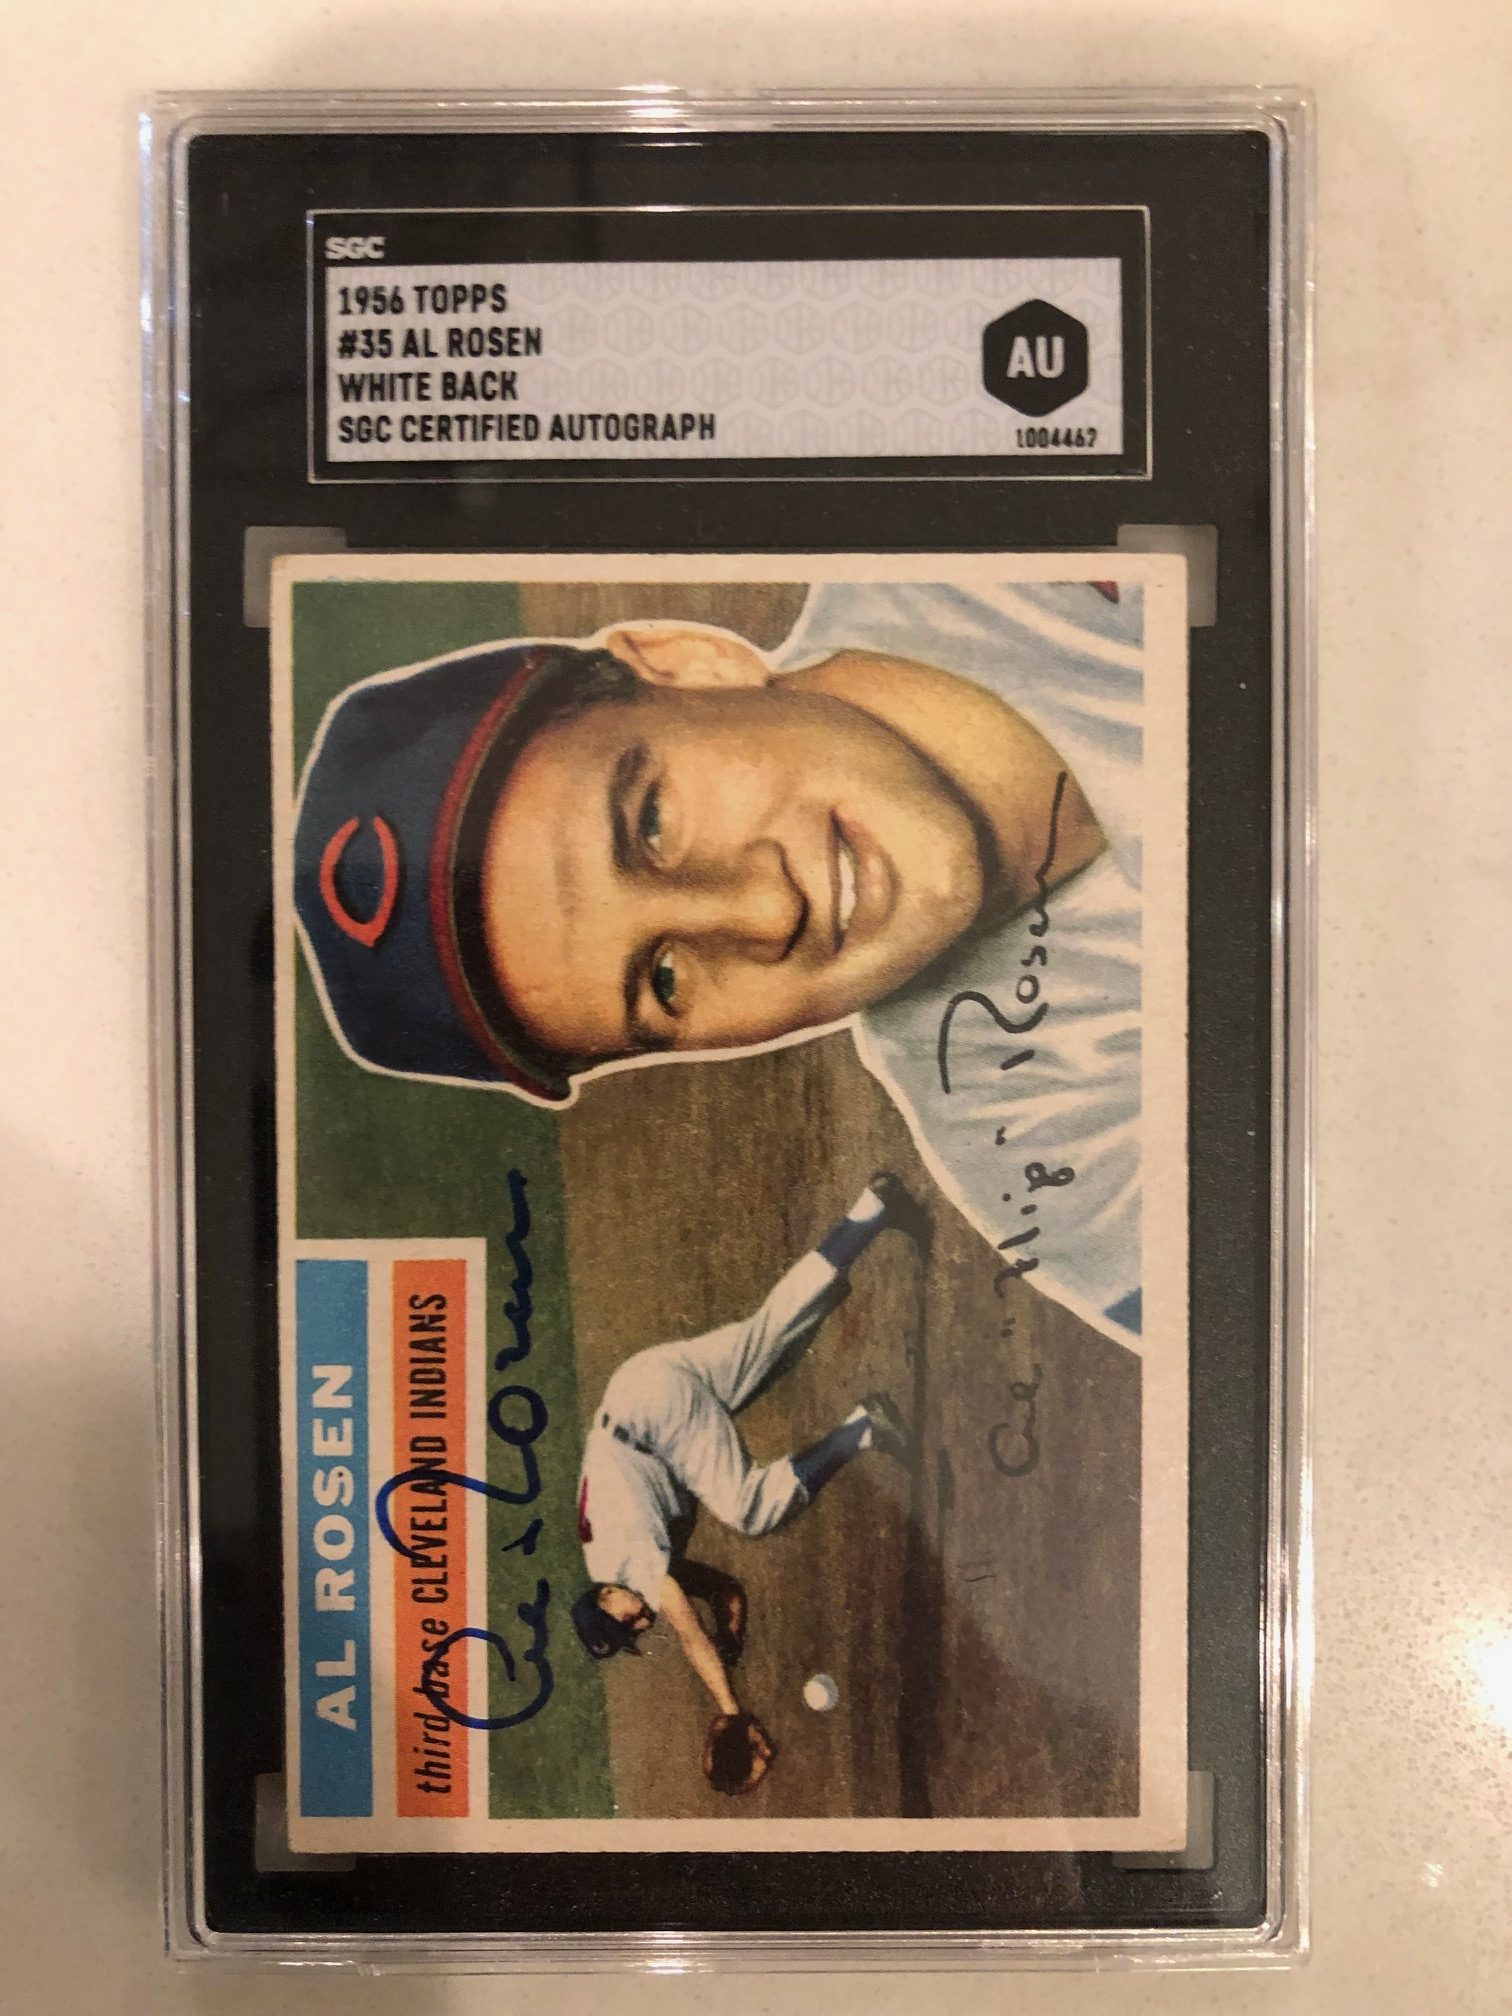 SGC
1956 TOPPS
#35 AL ROSEN
WHITE BACK
SGC CERTIFIED AUTOGRAPH
AU
1004462
C
AL ROSEN
third base CLEVELAND INDIANS
Al Rosen
Al "Flip" Rosen